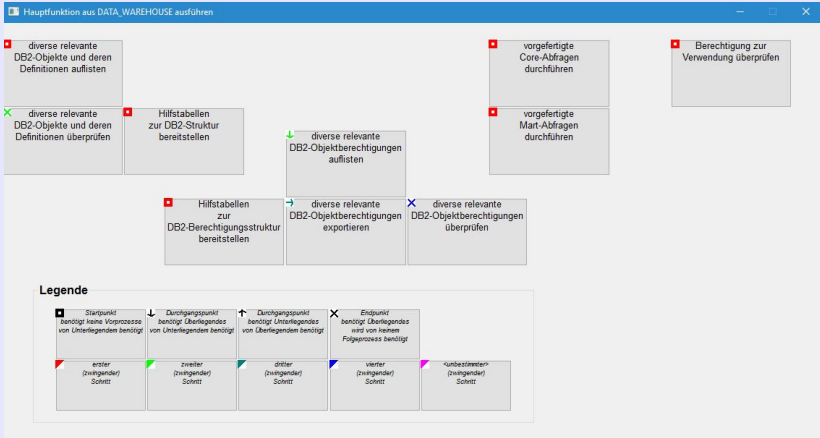 Hauptfunktion aus DATA_WAREHOUSE ausführen
diverse relevante
DB2-Objekte und deren
Definitionen auflisten
vorgefertigte
Core-Abfragen
durchführen
Berechtigung zur
Verwendung überprüfen
diverse relevante
DB2-Objekte und deren
Definitionen überprüfen
Hilfstabellen
zur DB2-Struktur
bereitstellen
vorgefertigte
Mart-Abfragen
durchführen
diverse relevante
DB2-Objektberechtigungen
auflisten
Hilfstabellen
zur
DB2-Berechtigungsstruktur
bereitstellen
diverse relevante
DB2-Objektberechtigungen
exportieren
diverse relevante
DB2-Objektberechtigungen
überprüfen
Legende
Startpunkt
benötigt keine Vorprozesse
von Unterliegendem benötigt
Durchgangspunkt
benötigt Überliegendes
von Unterliegendem benötigt
Durchgangspunkt
benötigt Unterliegendes
von Überliegendem benötigt
Endpunkt
benötigt Überliegendes
wird von keinem
Folgeprozess benötigt
erster
(zwingender)
Schritt
zweiter
(zwingender)
Schritt
dritter
(zwingender)
Schritt
vierter
(zwingender)
Schritt
<unbestimmter>
(zwingender)
Schritt